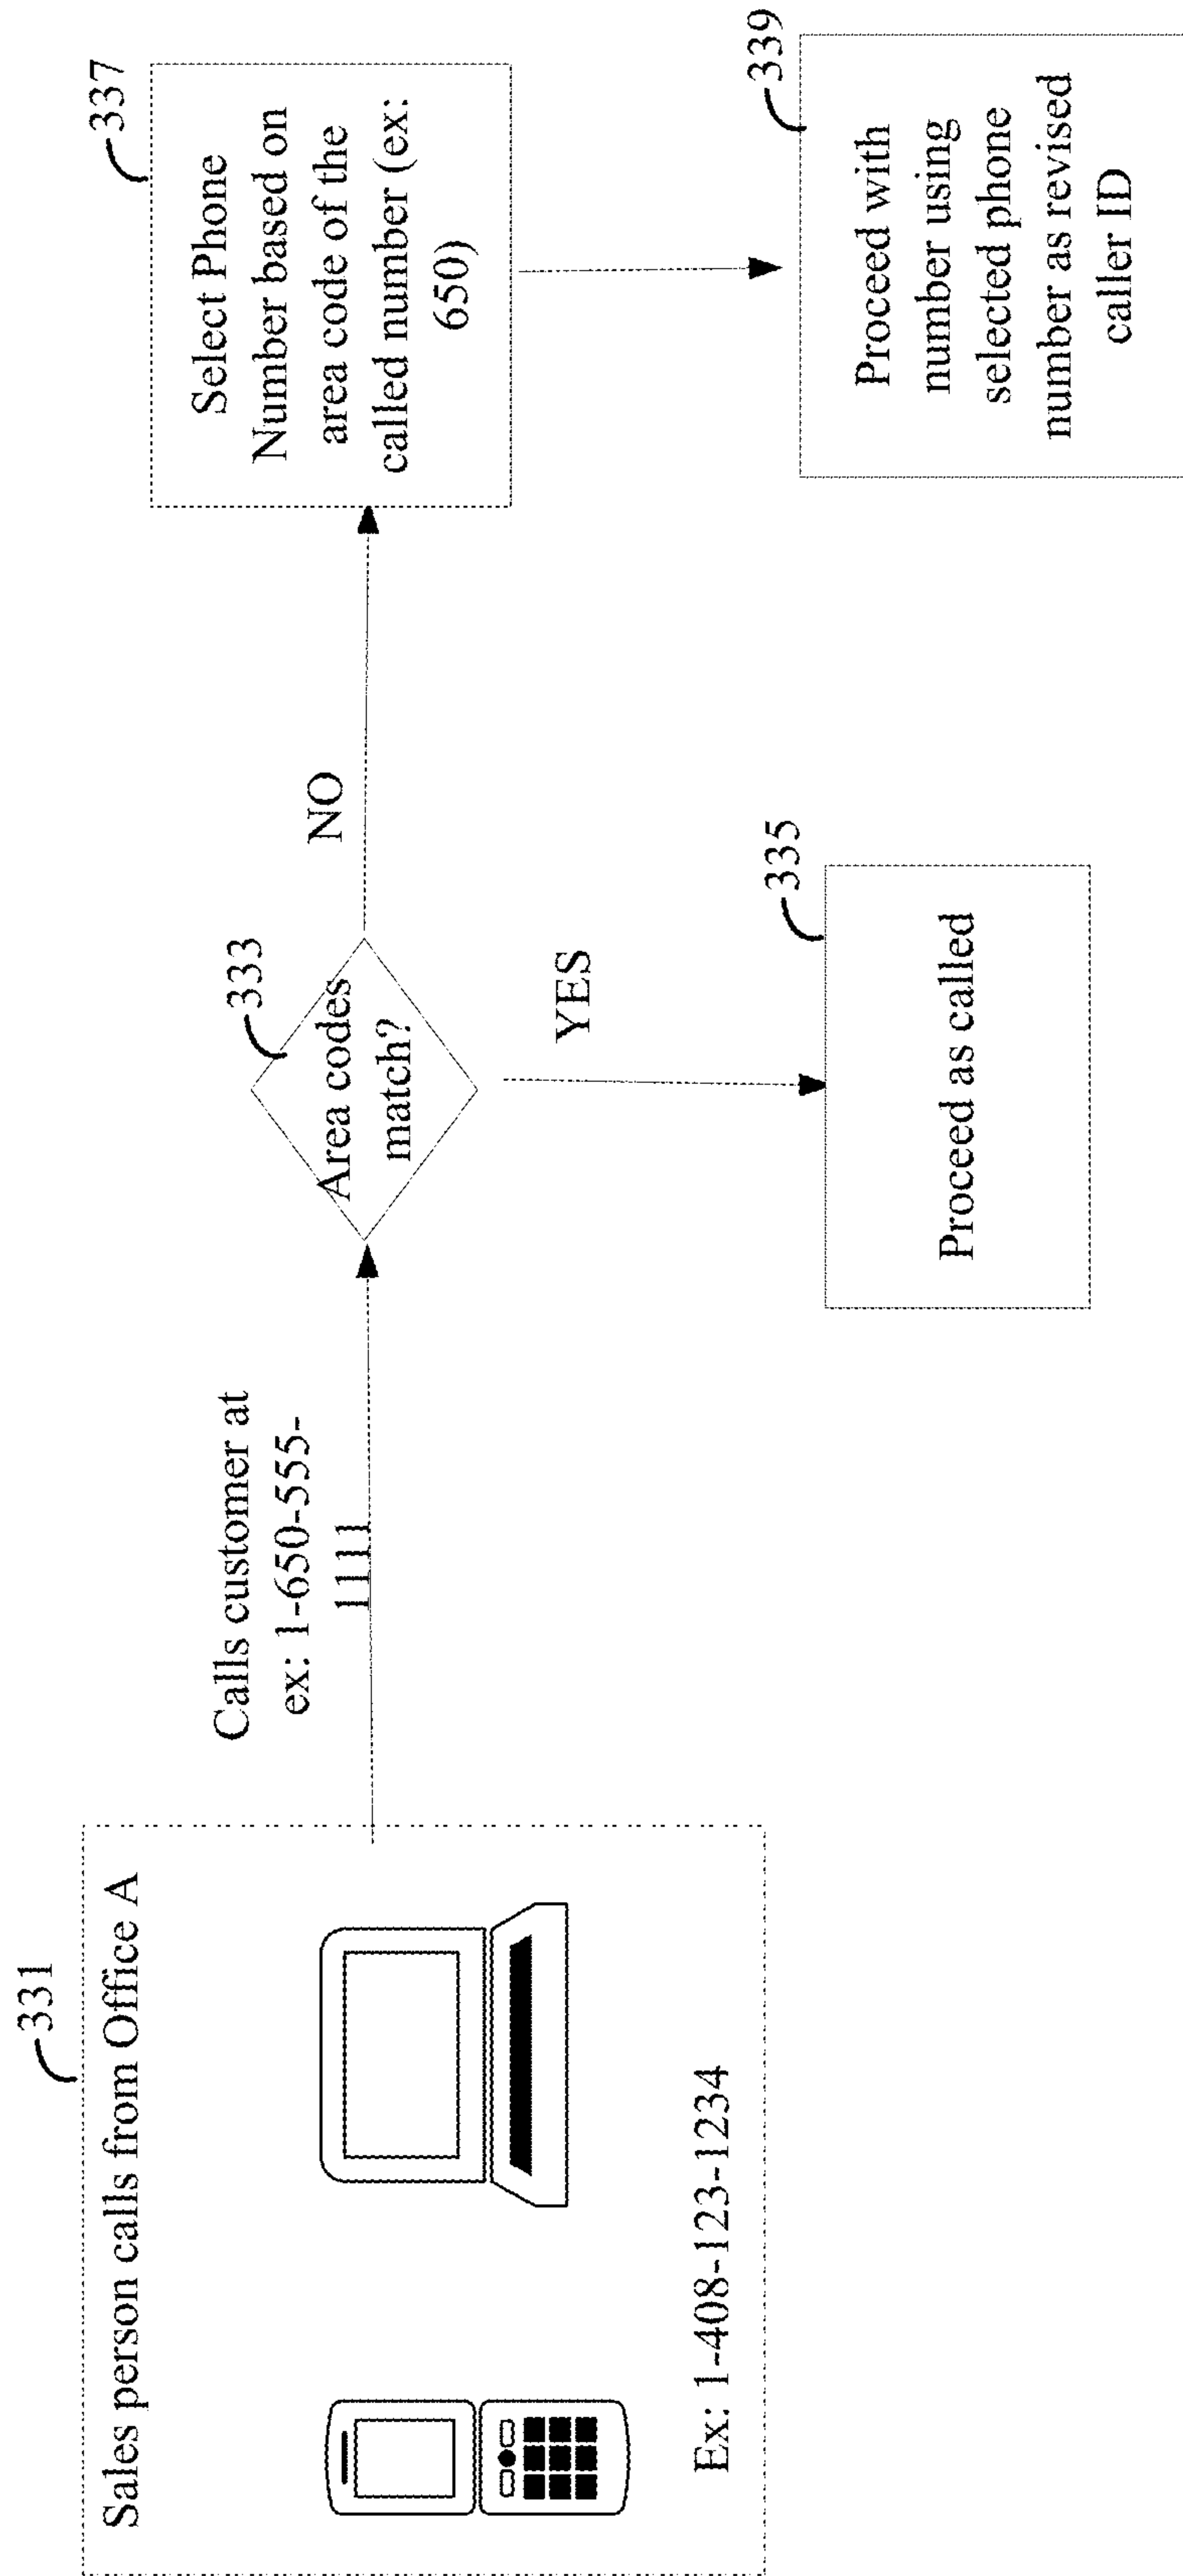 331
Sales person calls from Office A
Ex: 1-408-123-1234
Calls customer at
ex: 1-650-555-
1111
333
Area codes
match?
NO
YES
335
Proceed as called
337
Select Phone
Number based on
area code of the
called number (ex:
650)
339
Proceed with
number using
selected phone
number as revised
caller ID